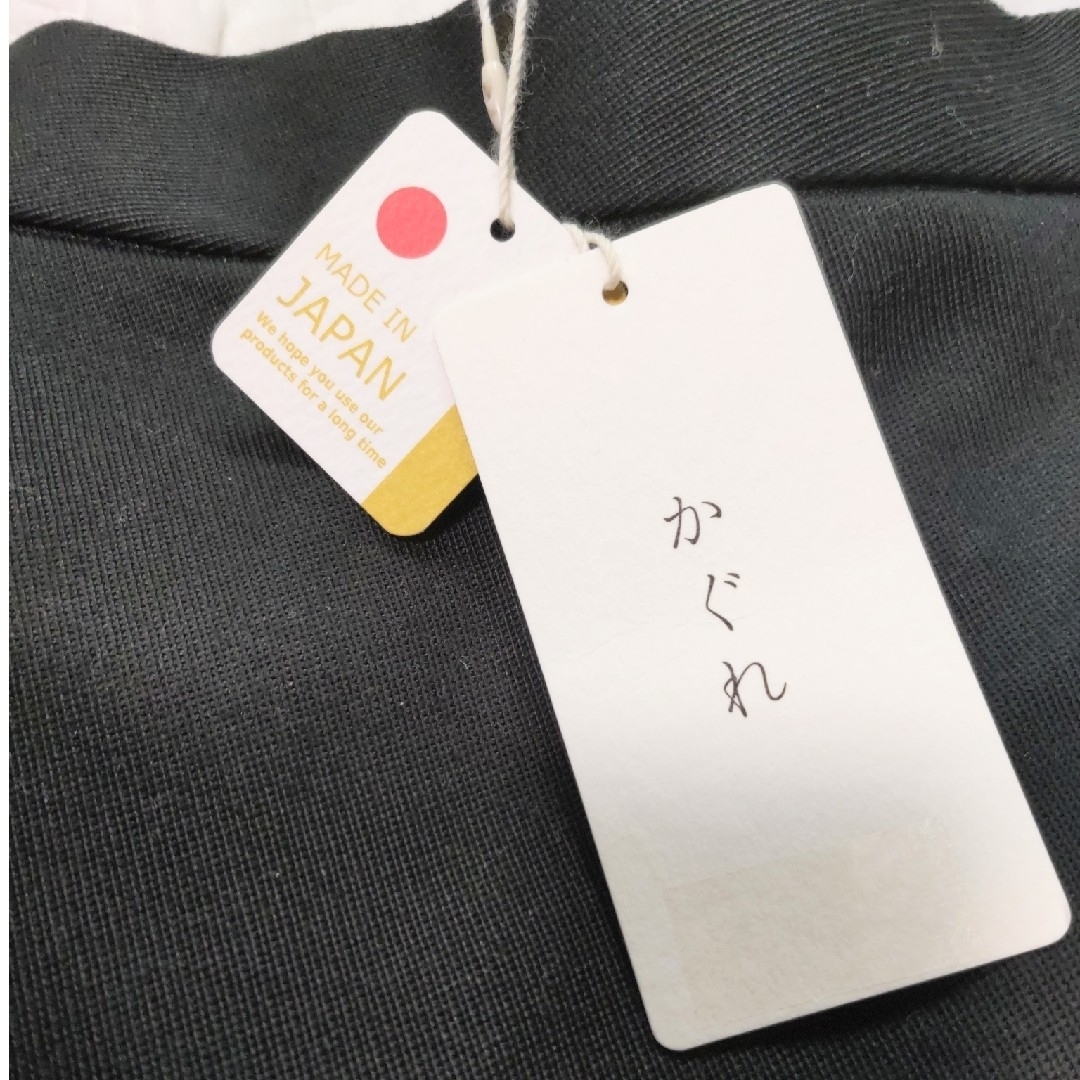 MADE IN
JAPAN
We hope you use our
products for a long time
かぐれ